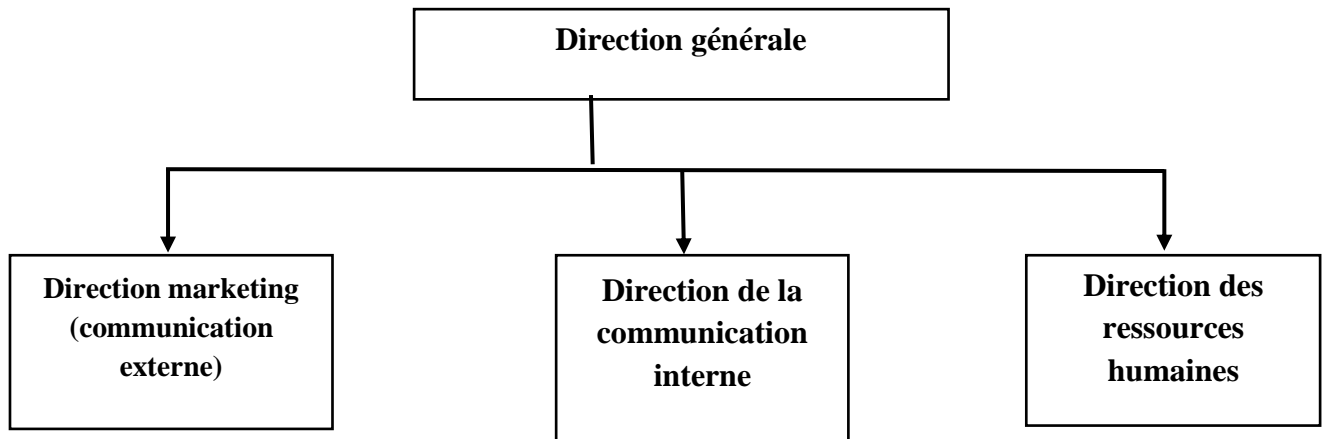 Direction générale
Direction marketing
(communication
externe)
Direction de la
communication
interne
Direction des
ressources
humaines